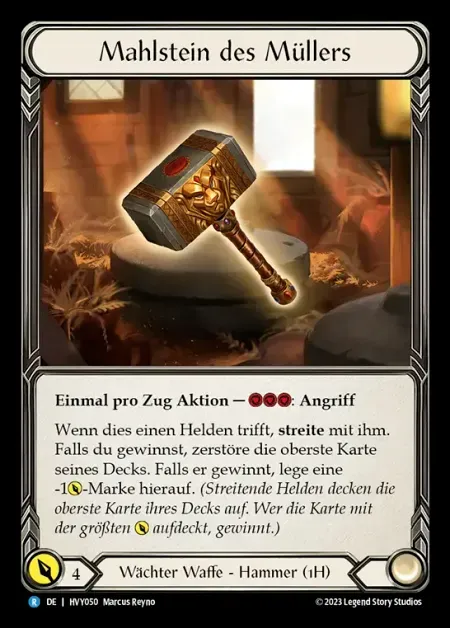 Mahlstein des Müllers
Einmal pro Zug Aktion — : Angriff
Wenn dies einen Helden trifft, streite mit ihm.
Falls du gewinnst, zerstöre die oberste Karte
seines Decks. Falls er gewinnt, lege eine
-1-Marke hierauf. (Streitende Helden decken die
oberste Karte ihres Decks auf. Wer die Karte mit
der größten aufdeckt, gewinnt.)
4
Wächter Waffe - Hammer (1H)
R DE | HVY050 Marcus Reyno
© 2023 Legend Story Studios